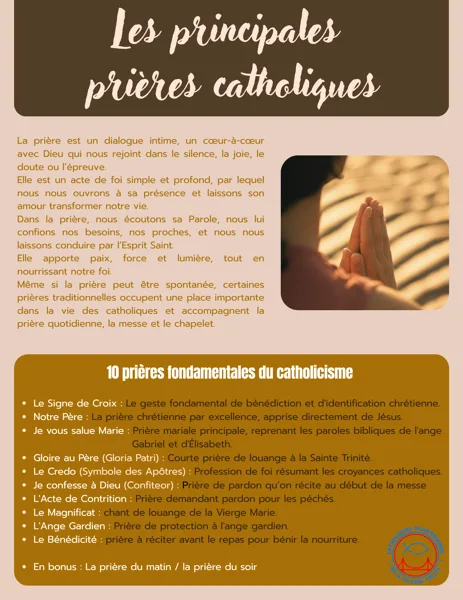 Les principales
prières catholiques
La prière est un dialogue intime, un cœur-à-cœur
avec Dieu qui nous rejoint dans le silence, la joie, le
doute ou l'épreuve.
Elle est un acte de foi simple et profond, par lequel
nous nous ouvrons à sa présence et laissons son
amour transformer notre vie.
Dans la prière, nous écoutons sa Parole, nous lui
confions nos besoins, nos proches, et nous nous
laissons conduire par l'Esprit Saint.
Elle apporte paix, force et lumière, tout en
nourrissant notre foi.
Même si la prière peut être spontanée, certaines
prières traditionnelles occupent une place importante
dans la vie des catholiques et accompagnent la
prière quotidienne, la messe et le chapelet.
10 prières fondamentales du catholicisme
• Le Signe de Croix : Le geste fondamental de bénédiction et d'identification chrétienne.
• Notre Père : La prière chrétienne par excellence, apprise directement de Jésus.
• Je vous salue Marie : Prière mariale principale, reprenant les paroles bibliques de l'ange
Gabriel et d'Élisabeth.
• Gloire au Père (Gloria Patri) : Courte prière de louange à la Sainte Trinité.
• Le Credo (Symbole des Apôtres) : Profession de foi résumant les croyances catholiques.
• Je confesse à Dieu (Confiteor) : Prière de pardon qu'on récite au début de la messe
• L'Acte de Contrition : Prière demandant pardon pour les péchés.
• Le Magnificat : chant de louange de la Vierge Marie.
• L'Ange Gardien : Prière de protection à l'ange gardien.
• Le Bénédicité : prière à réciter avant le repas pour bénir la nourriture.
• En bonus : La prière du matin / la prière du soir